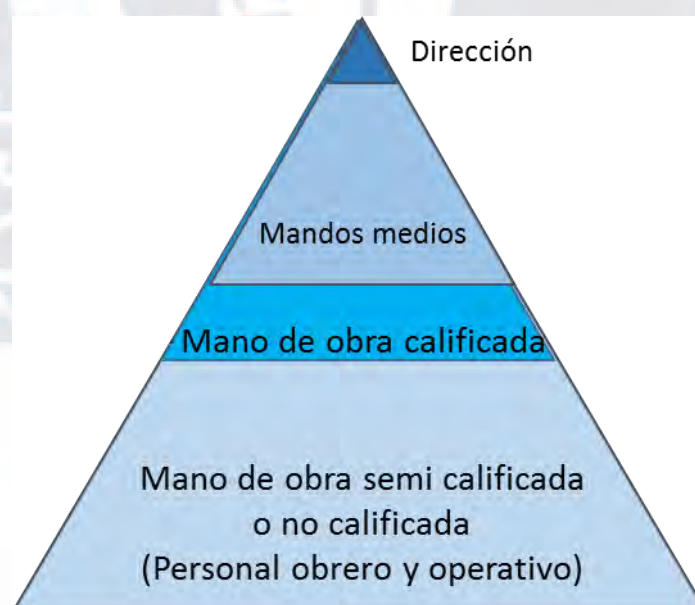 Dirección
Mandos medios
Mano de obra calificada
Mano de obra semi calificada
o no calificada
(Personal obrero y operativo)